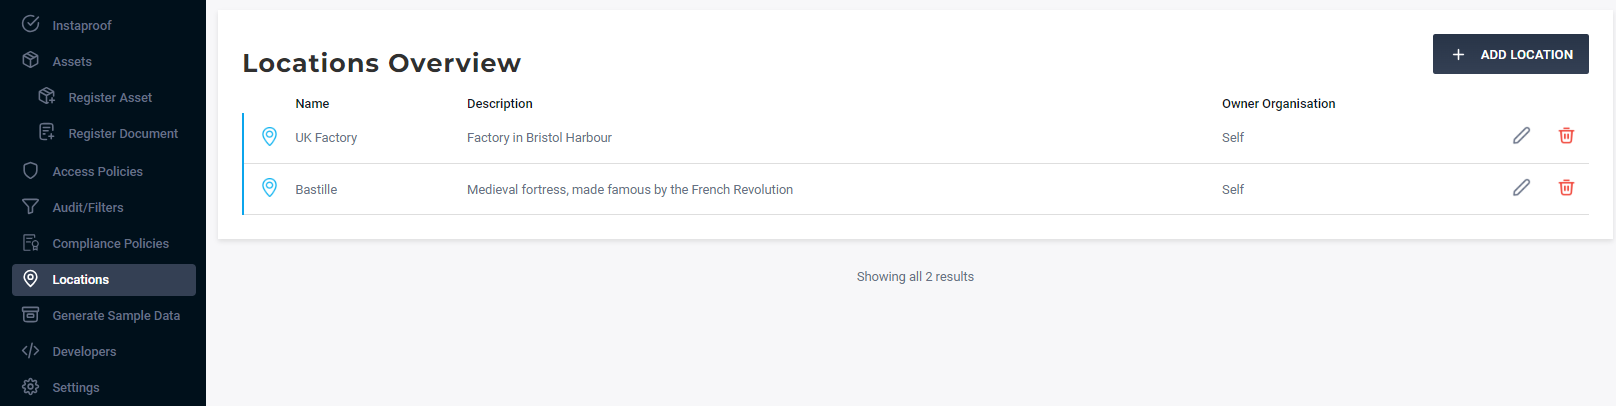 Instaproof
Assets
Register Asset
Register Document
Access Policies
Audit/Filters
Compliance Policies
Locations
Generate Sample Data
Developers
Settings
Locations Overview
ADD LOCATION
Name Description Owner Organisation
UK Factory Factory in Bristol Harbour Self
Bastille Medieval fortress, made famous by the French Revolution Self
Showing all 2 results